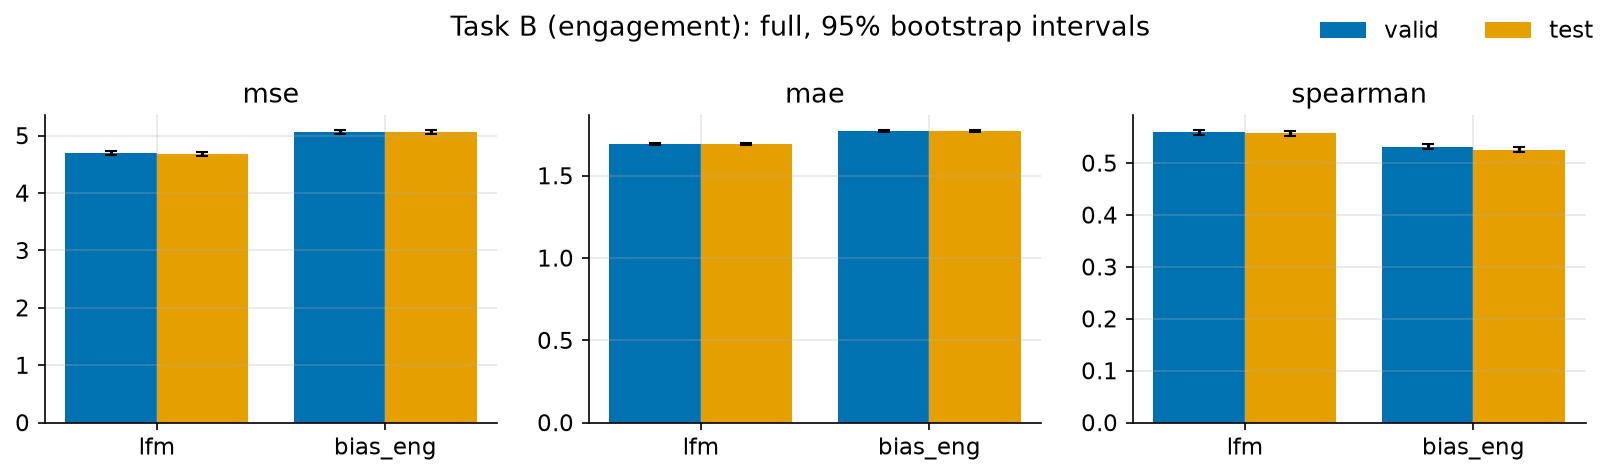 Task B (engagement): full, 95% bootstrap intervals
valid
test
mse
5
4
3
2
1
0
lfm
bias_eng
mae
1.5
1.0
0.5
0.0
lfm
bias_eng
spearman
0.5
0.4
0.3
0.2
0.1
0.0
lfm
bias_eng